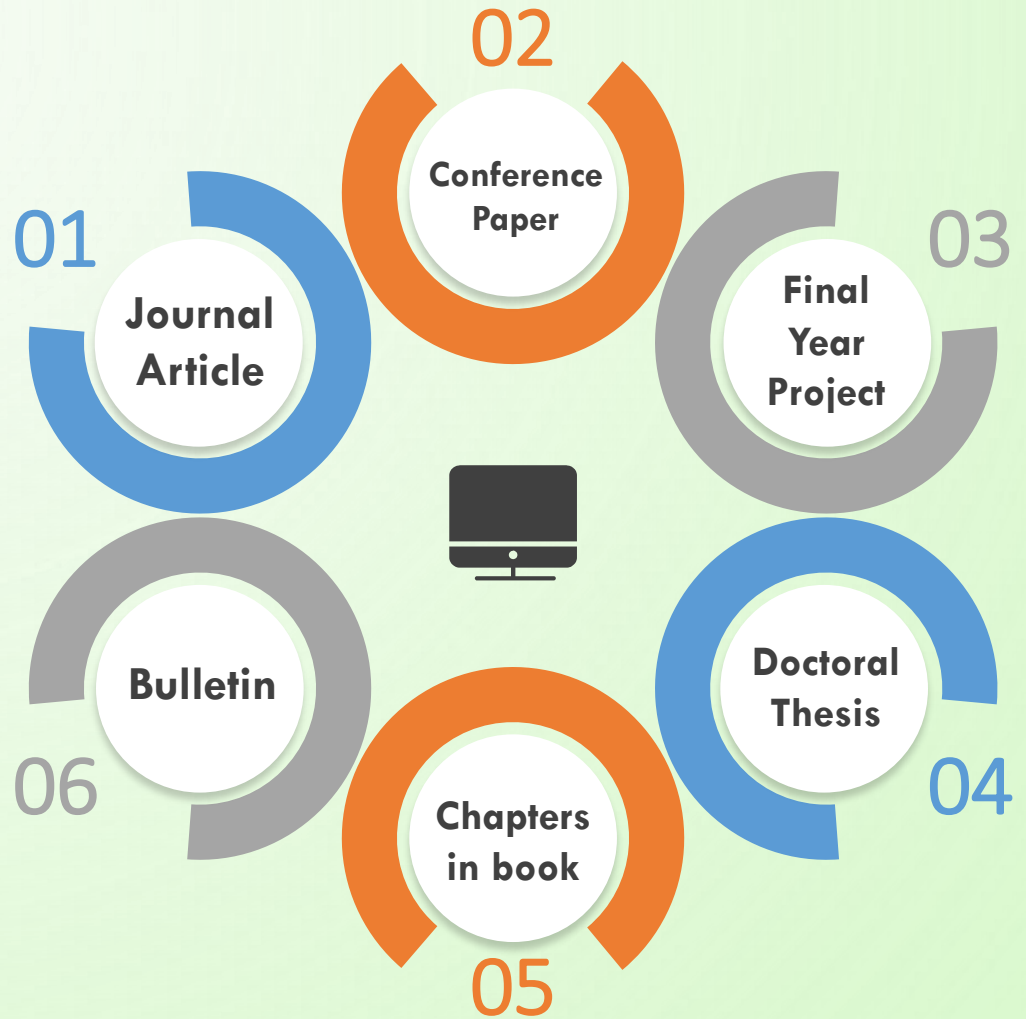 01
Journal
Article
02
Conference
Paper
03
Final
Year
Project
04
Doctoral
Thesis
05
Chapters
in book
06
Bulletin